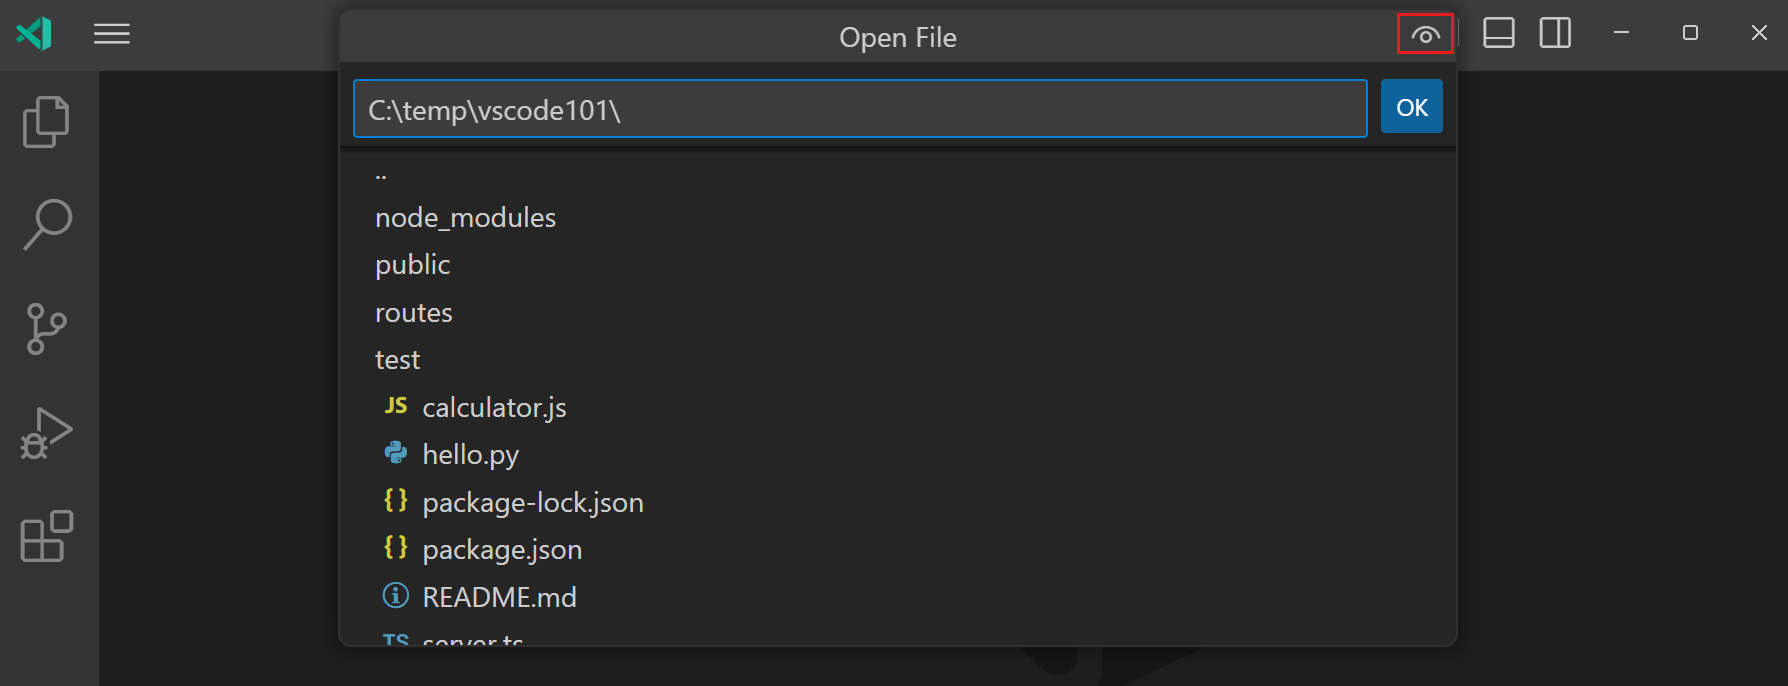 Open File
C:\temp\vscode101\
OK
..
node_modules
public
routes
test
JS calculator.js
hello.py
{} package-lock.json
{} package.json
README.md
TS server.ts